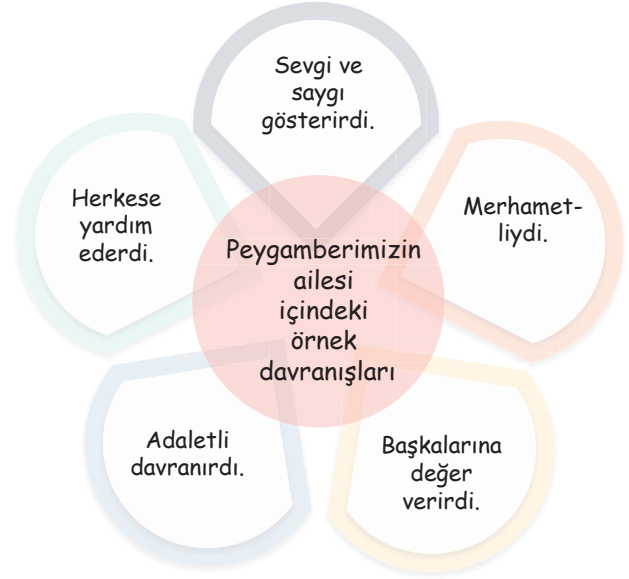 Sevgi ve
saygı
gösterirdi.
Merhamet-
liydi.
Başkalarına
değer
verirdi.
Adaletli
davranırdı.
Herkese
yardım
ederdi.
Peygamberimizin
ailesi
içindeki
örnek
davranışları